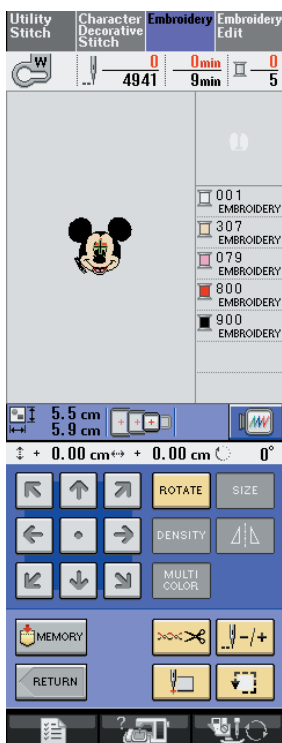 Utility Stitch
Character Decorative Stitch
Embroidery
Embroidery Edit
W
0
4941
0min
9min
0
5
001
EMBROIDERY
307
EMBROIDERY
079
EMBROIDERY
800
EMBROIDERY
900
EMBROIDERY
5.5 cm
5.9 cm
+ 0.00 cm + 0.00 cm 0°
ROTATE
SIZE
DENSITY
MULTI COLOR
MEMORY
-/+
RETURN
?